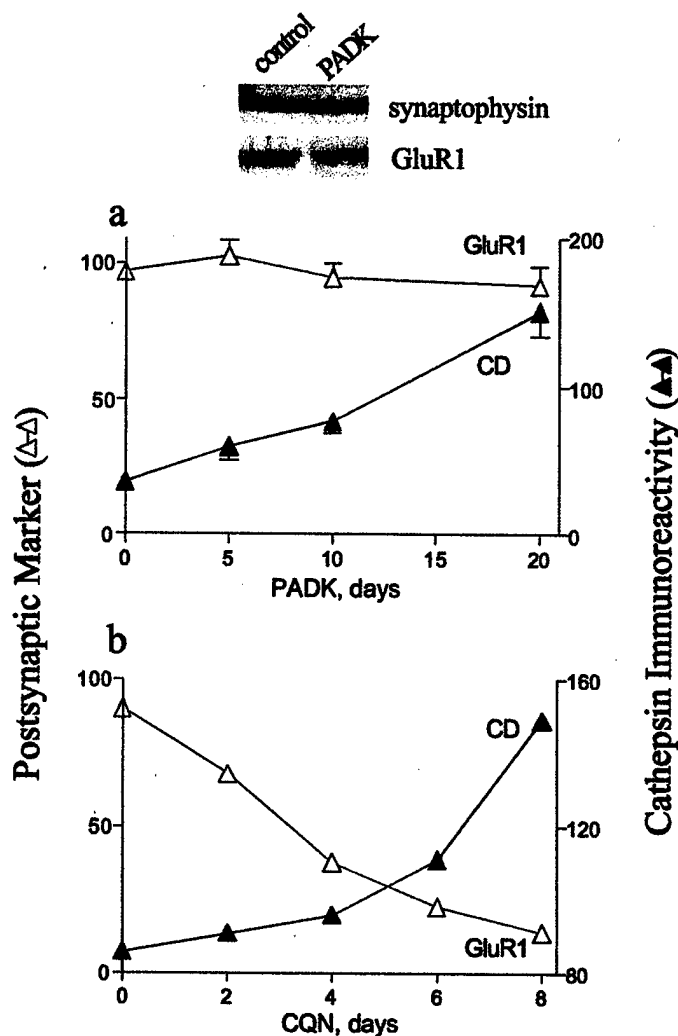 control PADK
synaptophysin
GluR1
a
GluR1
CD
100
50
0
200
100
0
0 5 10 15 20
PADK, days
b
CD
GluR1
100
50
0
160
120
80
0 2 4 6 8
CQN, days
Postsynaptic Marker (△-△)
Cathepsin Immunoreactivity (▲-▲)